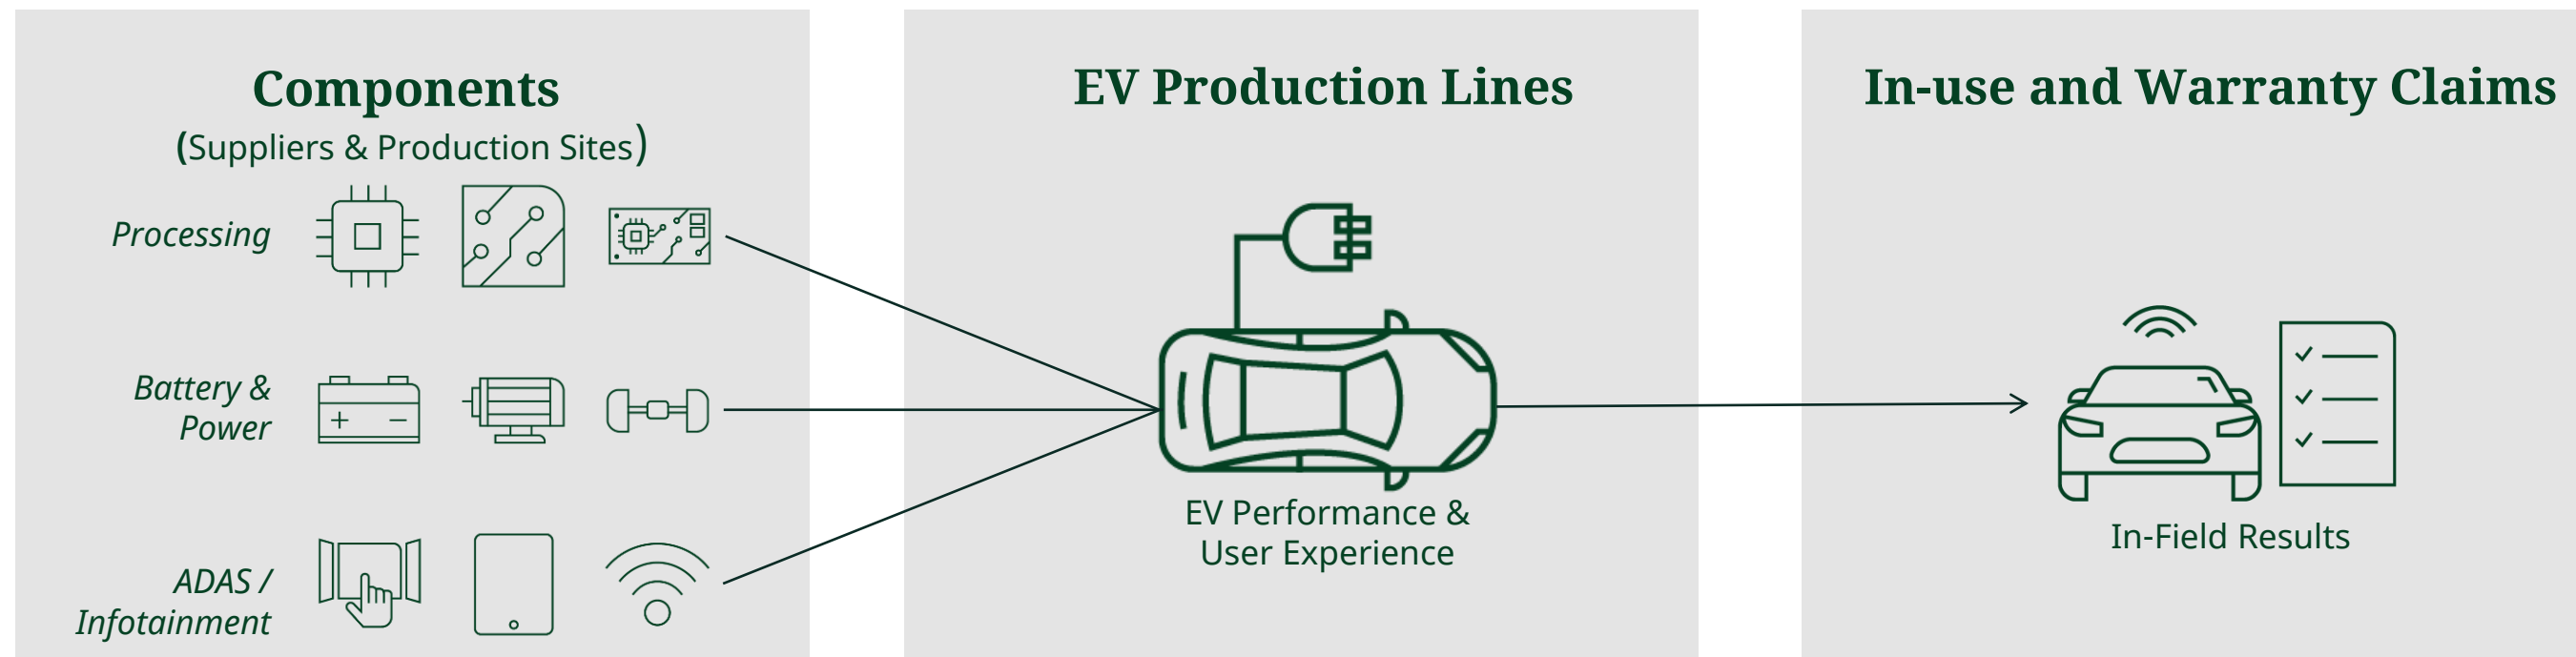 Components
(Suppliers & Production Sites)
Processing
Battery &
Power
ADAS /
Infotainment
EV Production Lines
EV Performance &
User Experience
In-use and Warranty Claims
In-Field Results